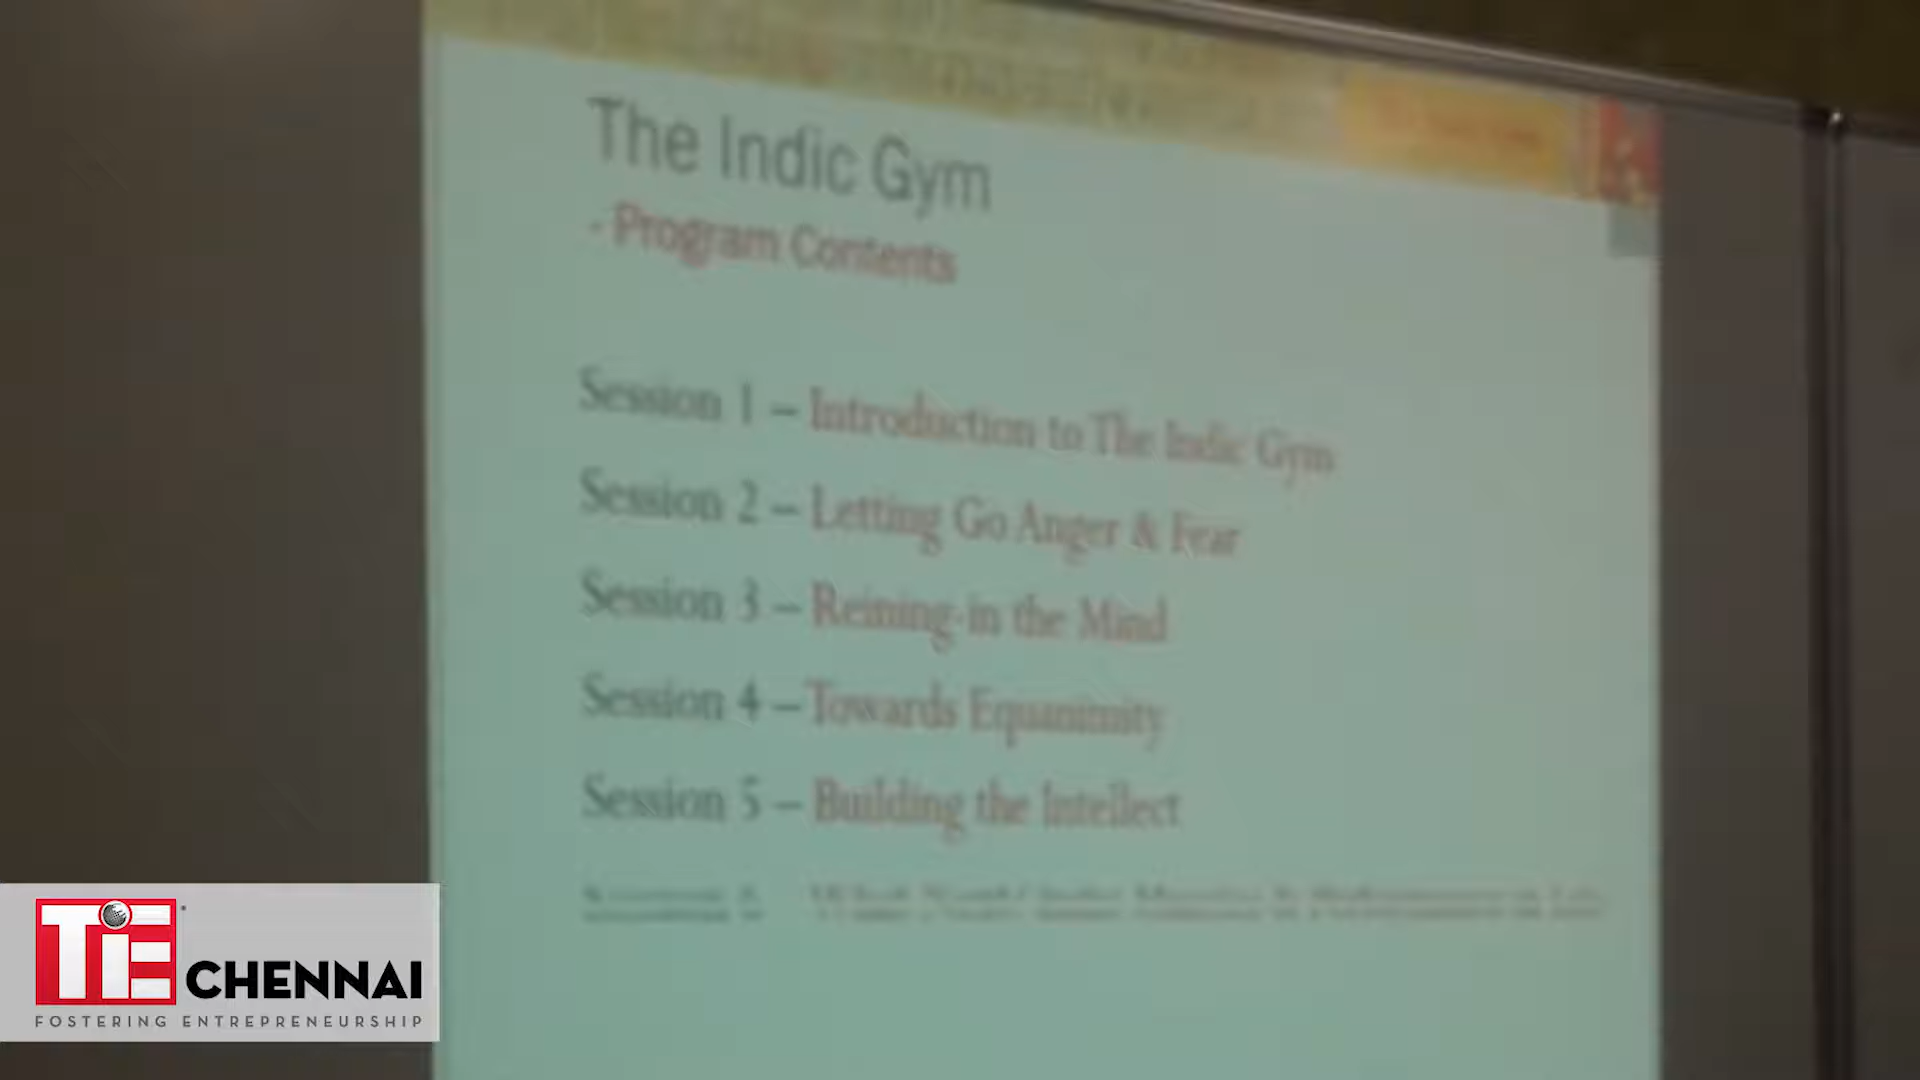 The Indic Gym
- Program Contents
Session 1 – Introduction to The Indic Gym
Session 2 – Letting Go Anger & Fear
Session 3 – Reining-in the Mind
Session 4 – Towards Equanimity
Session 5 – Building the Intellect
TiE CHENNAI
FOSTERING ENTREPRENEURSHIP